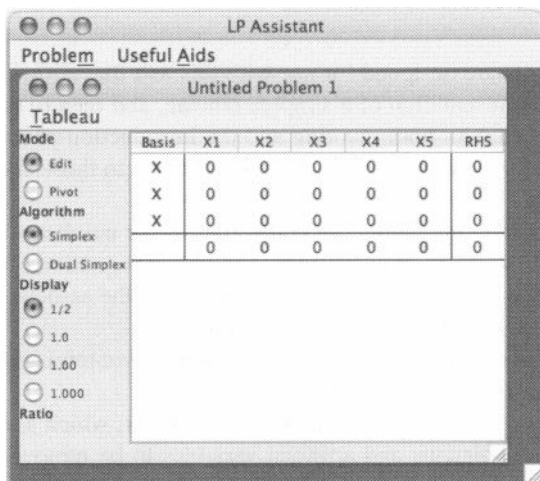 LP Assistant
Problem Useful Aids
Untitled Problem 1
Tableau
Mode
Edit
Pivot
Algorithm
Simplex
Dual Simplex
Display
1/2
1.0
1.00
1.000
Ratio
Basis X1 X2 X3 X4 X5 RHS
X 0 0 0 0 0 0
X 0 0 0 0 0 0
X 0 0 0 0 0 0
0 0 0 0 0 0